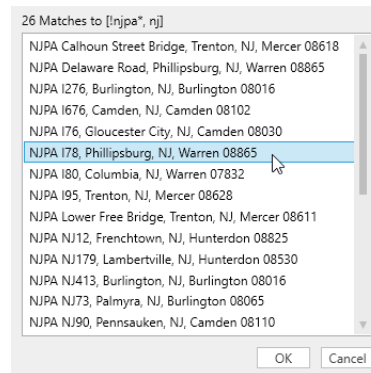 26 Matches to [!njpa*, nj]
NJPA Calhoun Street Bridge, Trenton, NJ, Mercer 08618
NJPA Delaware Road, Phillipsburg, NJ, Warren 08865
NJPA I276, Burlington, NJ, Burlington 08016
NJPA I676, Camden, NJ, Camden 08102
NJPA I76, Gloucester City, NJ, Camden 08030
NJPA I78, Phillipsburg, NJ, Warren 08865
NJPA I80, Columbia, NJ, Warren 07832
NJPA I95, Trenton, NJ, Mercer 08628
NJPA Lower Free Bridge, Trenton, NJ, Mercer 08611
NJPA NJ12, Frenchtown, NJ, Hunterdon 08825
NJPA NJ179, Lambertville, NJ, Hunterdon 08530
NJPA NJ413, Burlington, NJ, Burlington 08016
NJPA NJ73, Palmyra, NJ, Burlington 08065
NJPA NJ90, Pennsauken, NJ, Camden 08110
OK Cancel